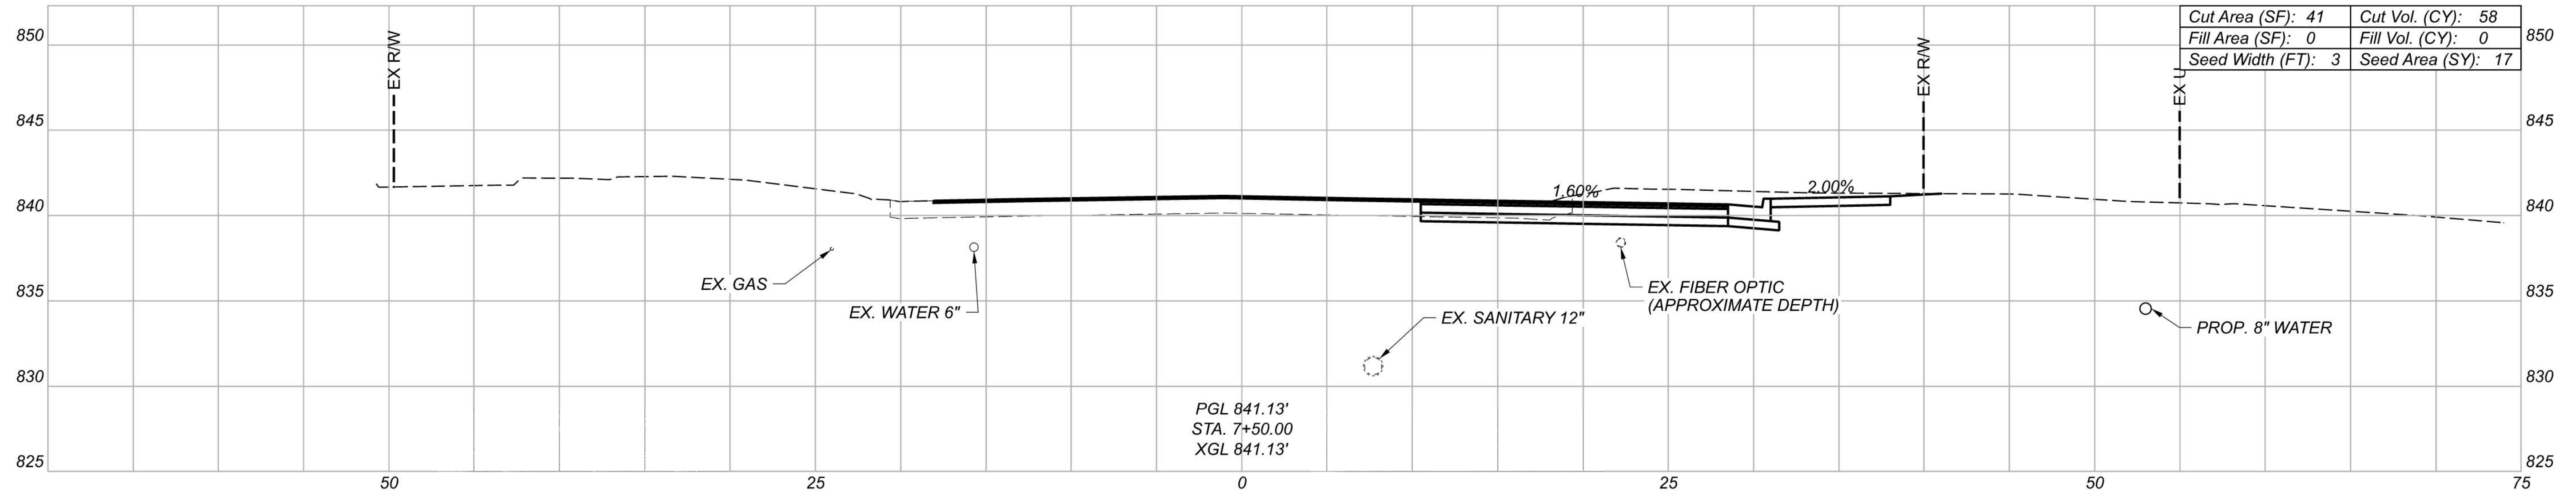 Cut Area (SF): 41 Cut Vol. (CY): 58
Fill Area (SF): 0 Fill Vol. (CY): 0
Seed Width (FT): 3 Seed Area (SY): 17
850 850
EX R/W EX R/W EX
845 845
1.60% 2.00%
840 840
EX. GAS
EX. WATER 6"
835 835
EX. FIBER OPTIC
(APPROXIMATE DEPTH)
EX. SANITARY 12"
PROP. 8" WATER
830 830
PGL 841.13'
STA. 7+50.00
XGL 841.13'
825 825
50 25 0 25 50 75